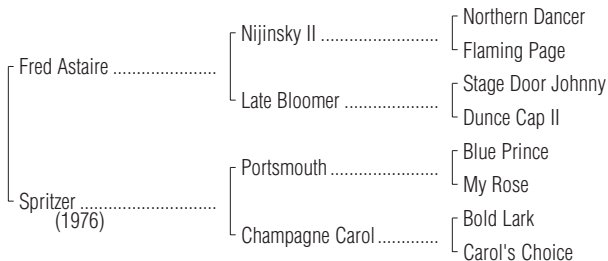 Northern Dancer
Nijinsky II ........................
Flaming Page
Fred Astaire .....................
Stage Door Johnny
Late Bloomer ...................
Dunce Cap II
Blue Prince
Portsmouth ......................
My Rose
Spritzer ............................
(1976)
Bold Lark
Champagne Carol .............
Carol's Choice